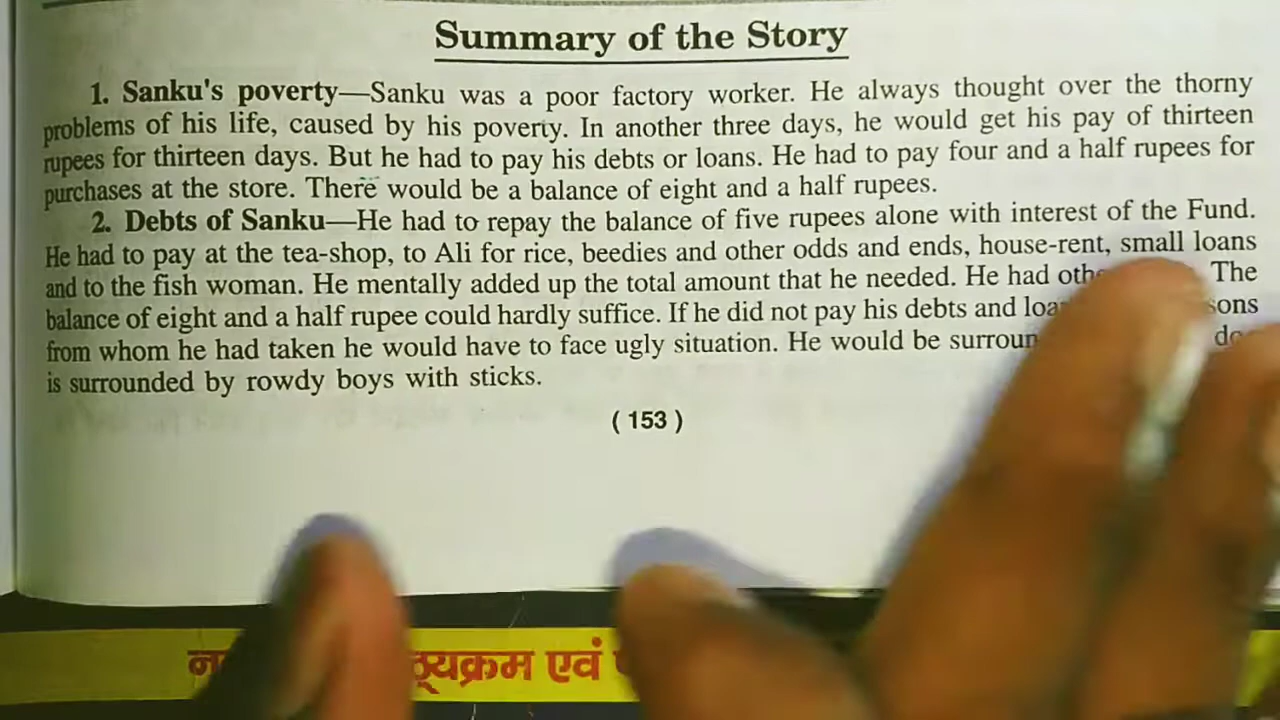 Summary of the Story
1. Sanku's poverty—Sanku was a poor factory worker. He always thought over the thorny
problems of his life, caused by his poverty. In another three days, he would get his pay of thirteen
rupees for thirteen days. But he had to pay his debts or loans. He had to pay four and a half rupees for
purchases at the store. There would be a balance of eight and a half rupees.
2. Debts of Sanku—He had to repay the balance of five rupees alone with interest of the Fund.
He had to pay at the tea-shop, to Ali for rice, beedies and other odds and ends, house-rent, small loans
and to the fish woman. He mentally added up the total amount that he needed. He had The
balance of eight and a half rupee could hardly suffice. If he did not pay his debts and
from whom he had taken he would have to face ugly situation. He would be
is surrounded by rowdy boys with sticks.
( 153 )
एवं